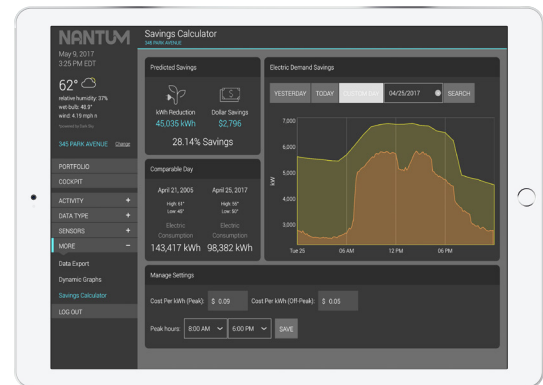 NANTUM
May 9, 2017
3:25 PM EDT
62°
relative humidity: 37%
wet-bulb: 48.9°
wind: 4.19 mph n
Powered by Dark Sky
345 PARK AVENUE Change
PORTFOLIO
COCKPIT
ACTIVITY +
DATA TYPE +
SENSORS +
MORE −
Data Export
Dynamic Graphs
Savings Calculator
LOG OUT
Savings Calculator
345 PARK AVENUE
Predicted Savings
kWh Reduction Dollar Savings
45,035 kWh $2,796
28.14% Savings
Comparable Day
April 21, 2005 April 25, 2017
High: 61° High: 56°
Low: 45° Low: 50°
Electric Electric
Consumption Consumption
143,417 kWh 98,382 kWh
Electric Demand Savings
YESTERDAY TODAY CUSTOM DAY 04/25/2017 SEARCH
7,000
6,000
5,000
kW
4,000
3,000
Tue 25 06 AM 12 PM 06 PM
Manage Settings
Cost Per kWh (Peak): $ 0.09 Cost Per kWh (Off-Peak): $ 0.05
Peak hours: 8:00 AM 6:00 PM SAVE